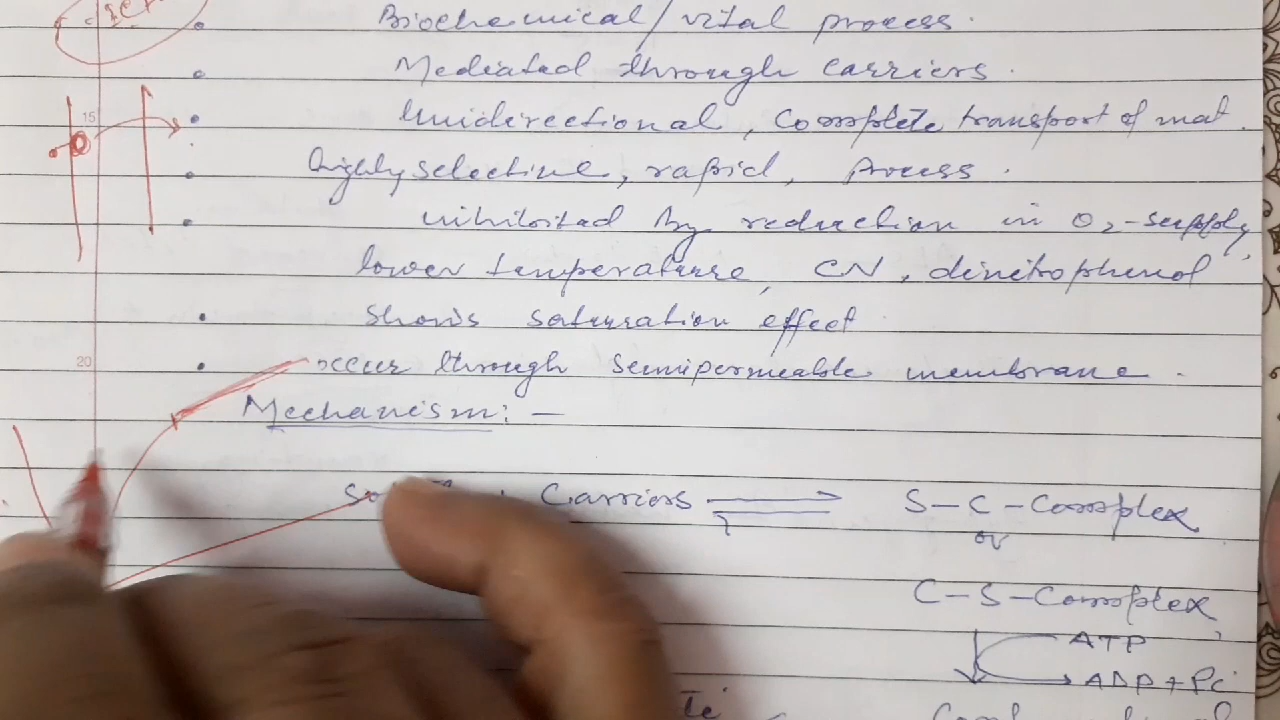 Biochemical/vital process.
Mediated through carriers.
15
Unidirectional, Complete transport of mat.
highly selective, rapid, Process.
inhibited by reduction in O2-supply,
lower temperature, CN, dinitrophenol
Shows saturation effect
20
occur through semipermeable membrane.
Mechanism: —
Carriers ⇌ S–C–Complex
or
C–S–Complex,
ATP
ADP + Pi